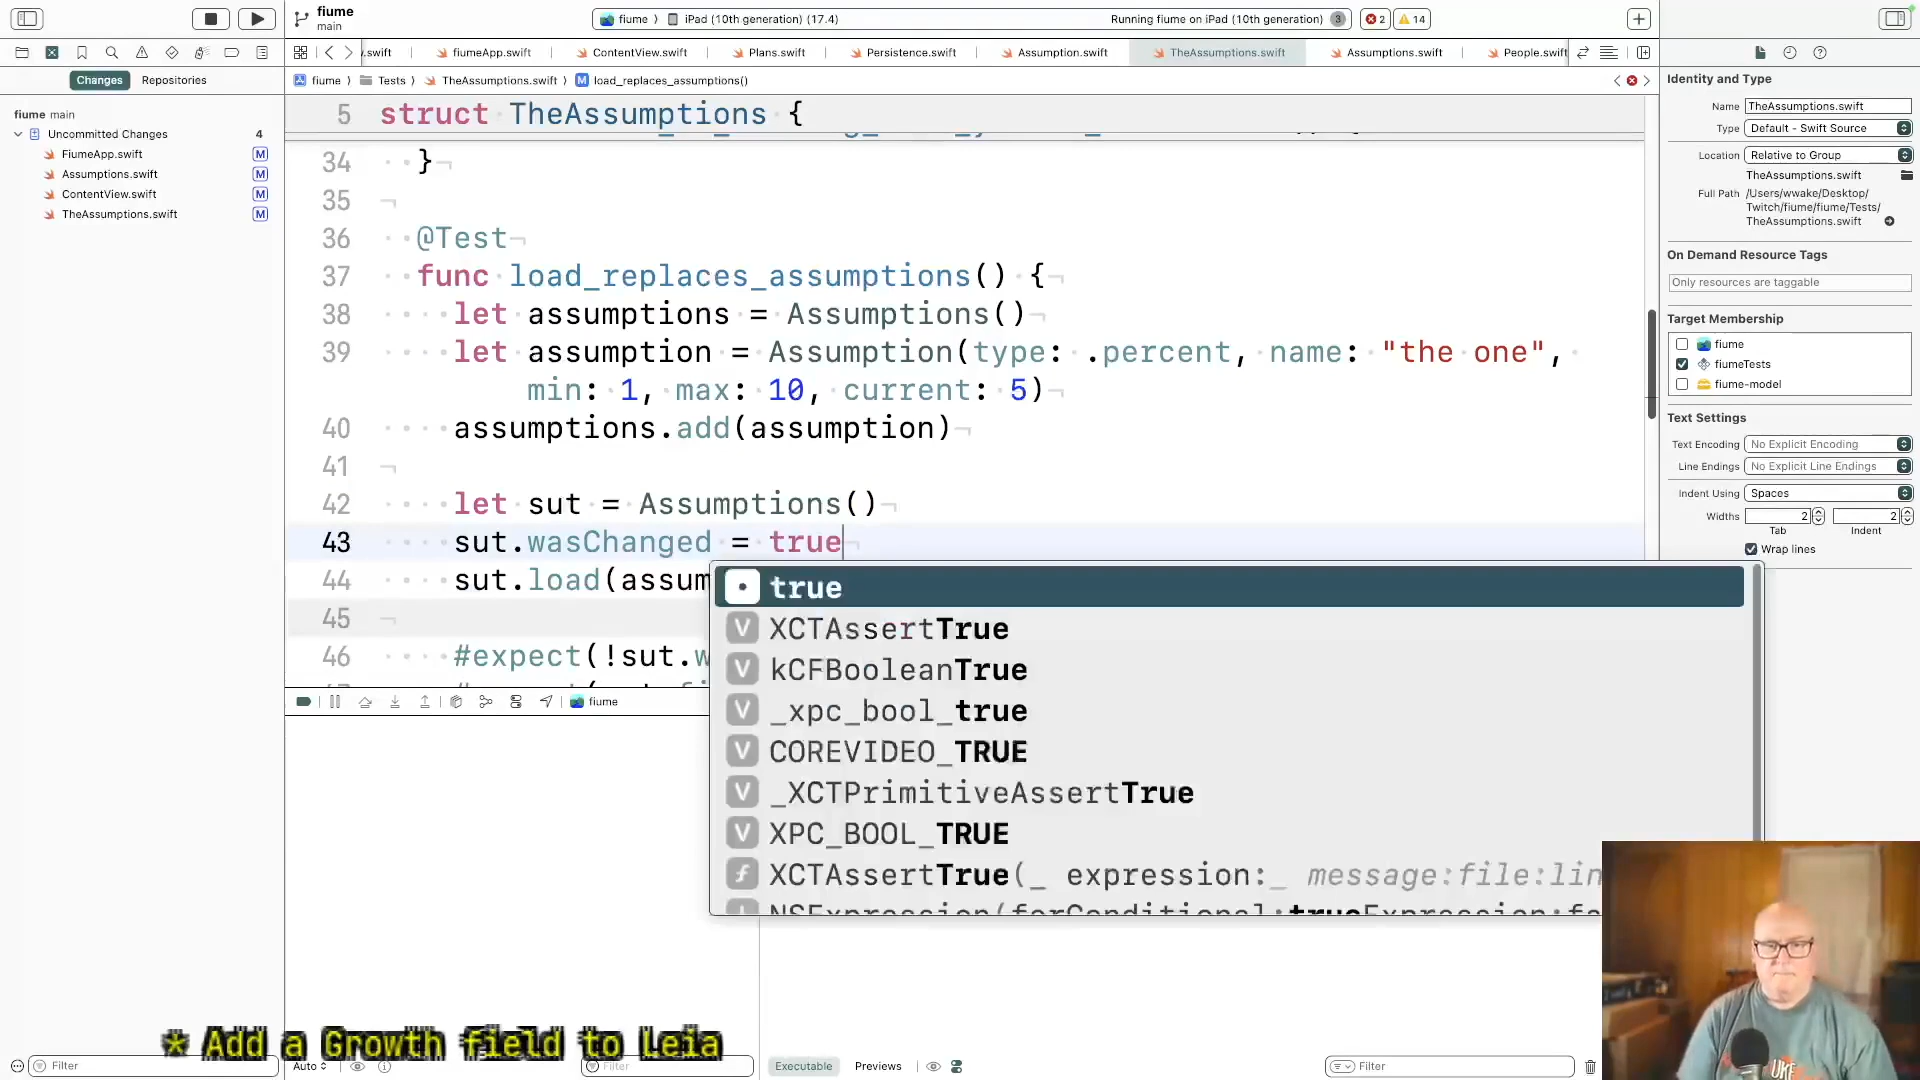 fiume
main
fiume
iPad (10th generation) (17.4)
Running fiume on iPad (10th generation)
3
2
14
.swift
fiumeApp.swift
ContentView.swift
Plans.swift
Persistence.swift
Assumption.swift
TheAssumptions.swift
Assumptions.swift
People.swift
Changes
Repositories
fiume
Tests
TheAssumptions.swift
M
load_replaces_assumptions()
fiume main
Uncommitted Changes 4
FiumeApp.swift M
Assumptions.swift M
ContentView.swift M
TheAssumptions.swift M
5 struct TheAssumptions {
34 }
35
36 @Test
37 func load_replaces_assumptions() {
38 let assumptions = Assumptions()
39 let assumption = Assumption(type: .percent, name: "the one",
min: 1, max: 10, current: 5)
40 assumptions.add(assumption)
41
42 let sut = Assumptions()
43 sut.wasChanged = true
44 sut.load(assum
45
46 #expect(!sut.w
true
V XCTAssertTrue
V kCFBooleanTrue
V _xpc_bool_true
V COREVIDEO_TRUE
V _XCTPrimitiveAssertTrue
V XPC_BOOL_TRUE
f XCTAssertTrue(_ expression:_ message:file:lin
NSExpression(forConditional:trueExpression:fa
fiume
Identity and Type
Name TheAssumptions.swift
Type Default - Swift Source
Location Relative to Group
TheAssumptions.swift
Full Path /Users/wwake/Desktop/
Twitch/fiume/fiume/Tests/
TheAssumptions.swift
On Demand Resource Tags
Only resources are taggable
Target Membership
fiume
fiumeTests
fiume-model
Text Settings
Text Encoding No Explicit Encoding
Line Endings No Explicit Line Endings
Indent Using Spaces
Widths 2 2
Tab Indent
Wrap lines
* Add a Growth field to Leia
Filter
Auto
Filter
Executable
Previews
Filter